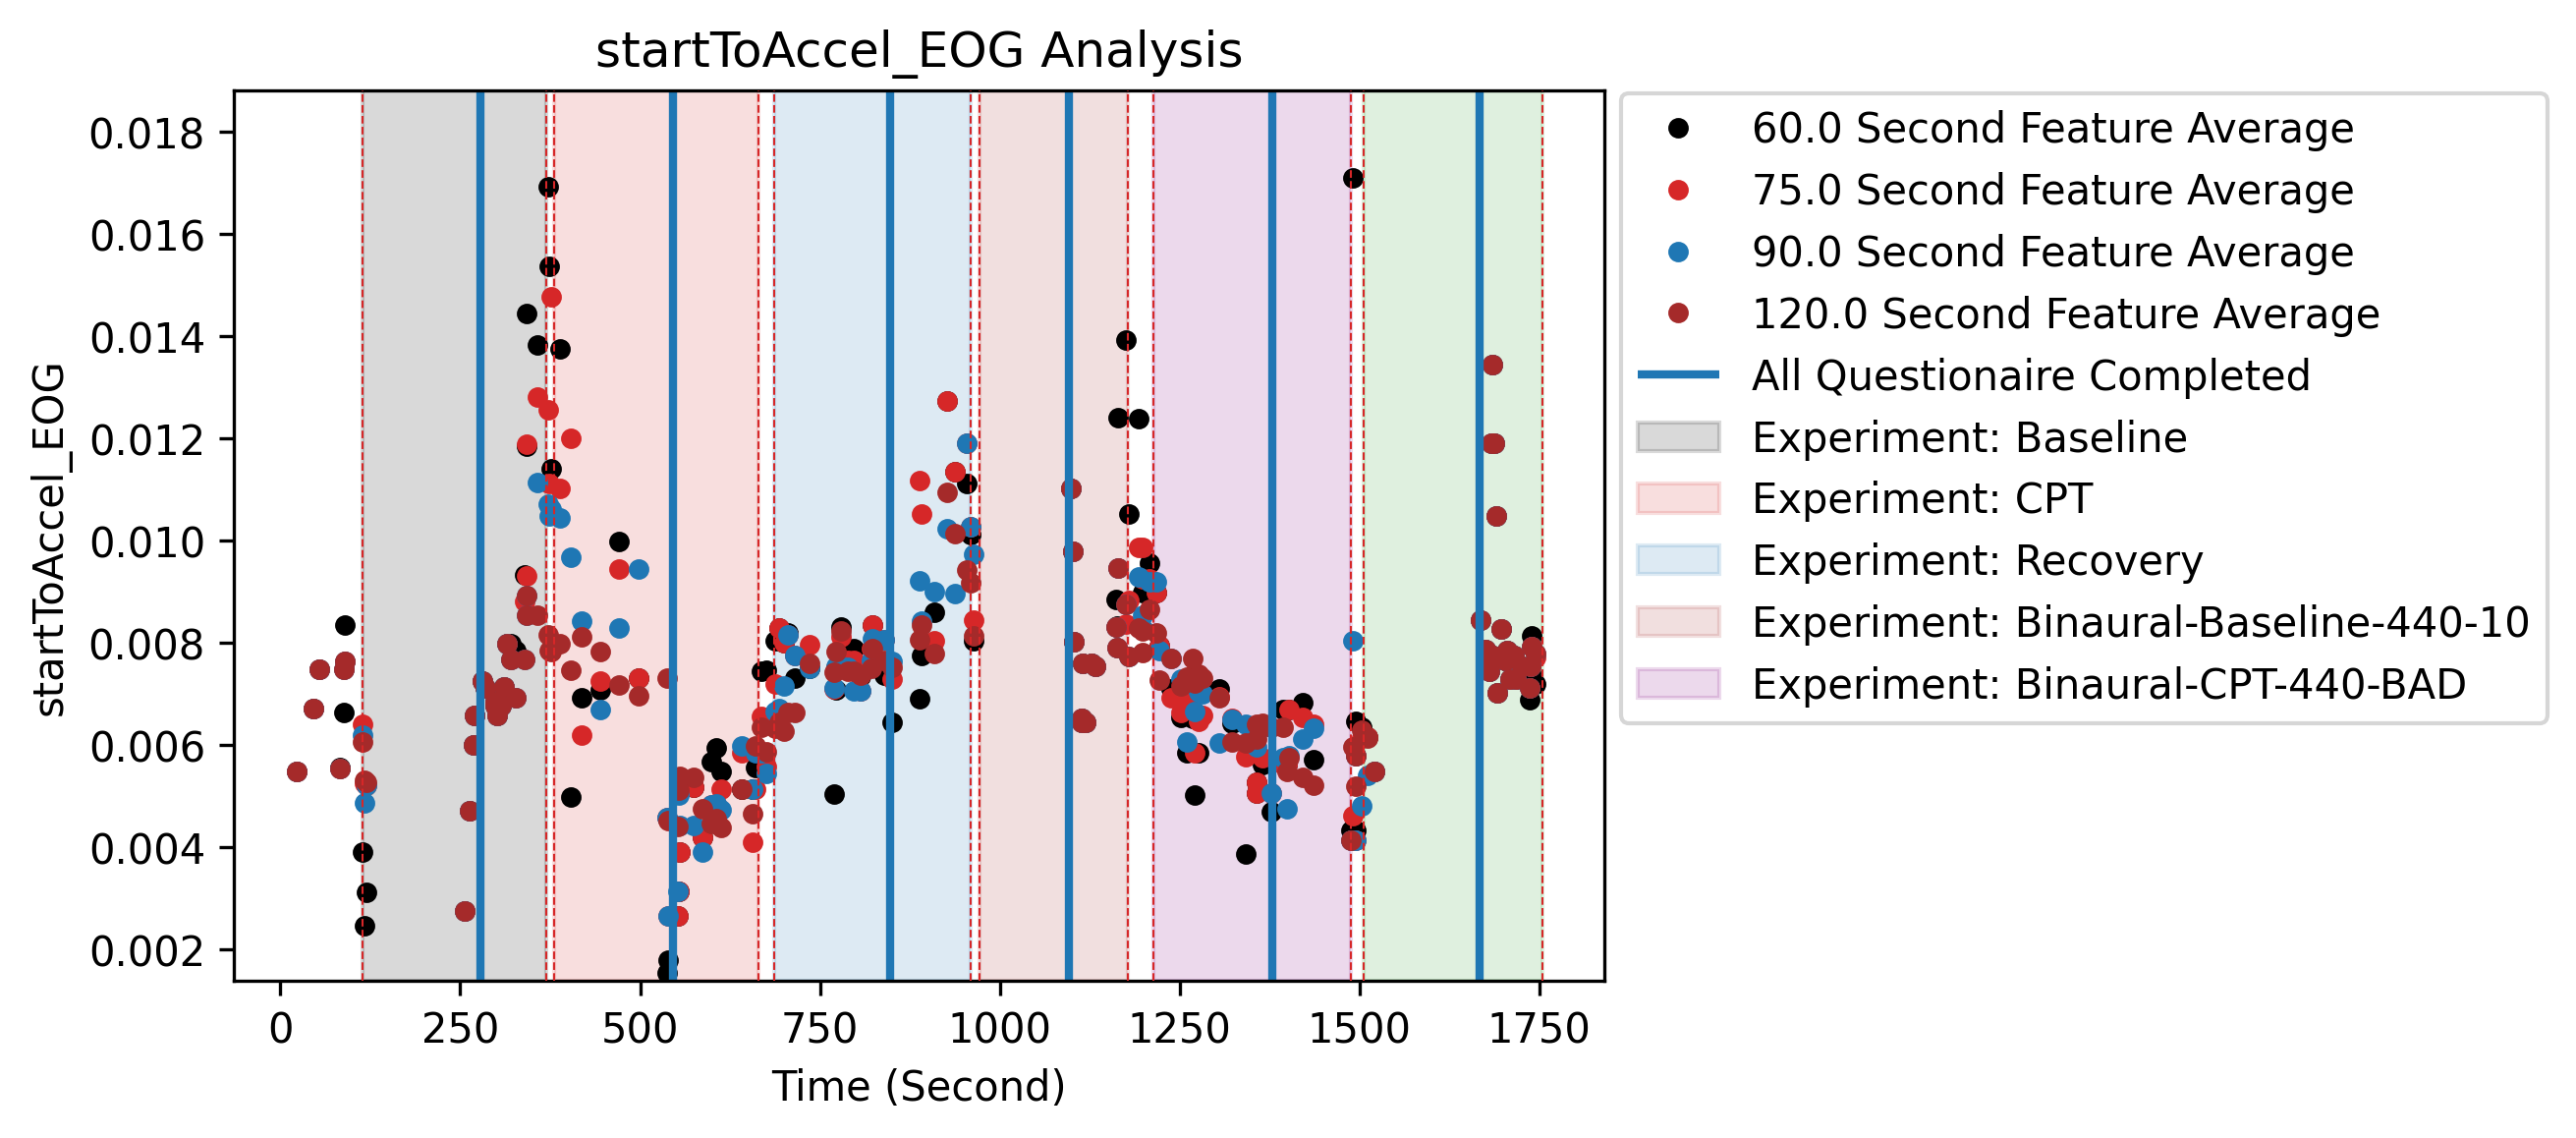 startToAccel_EOG Analysis
0.018
0.016
0.014
0.012
0.010
0.008
0.006
0.004
0.002
startToAccel_EOG
0
250
500
750
1000
1250
1500
1750
Time (Second)
60.0 Second Feature Average
75.0 Second Feature Average
90.0 Second Feature Average
120.0 Second Feature Average
All Questionaire Completed
Experiment: Baseline
Experiment: CPT
Experiment: Recovery
Experiment: Binaural-Baseline-440-10
Experiment: Binaural-CPT-440-BAD